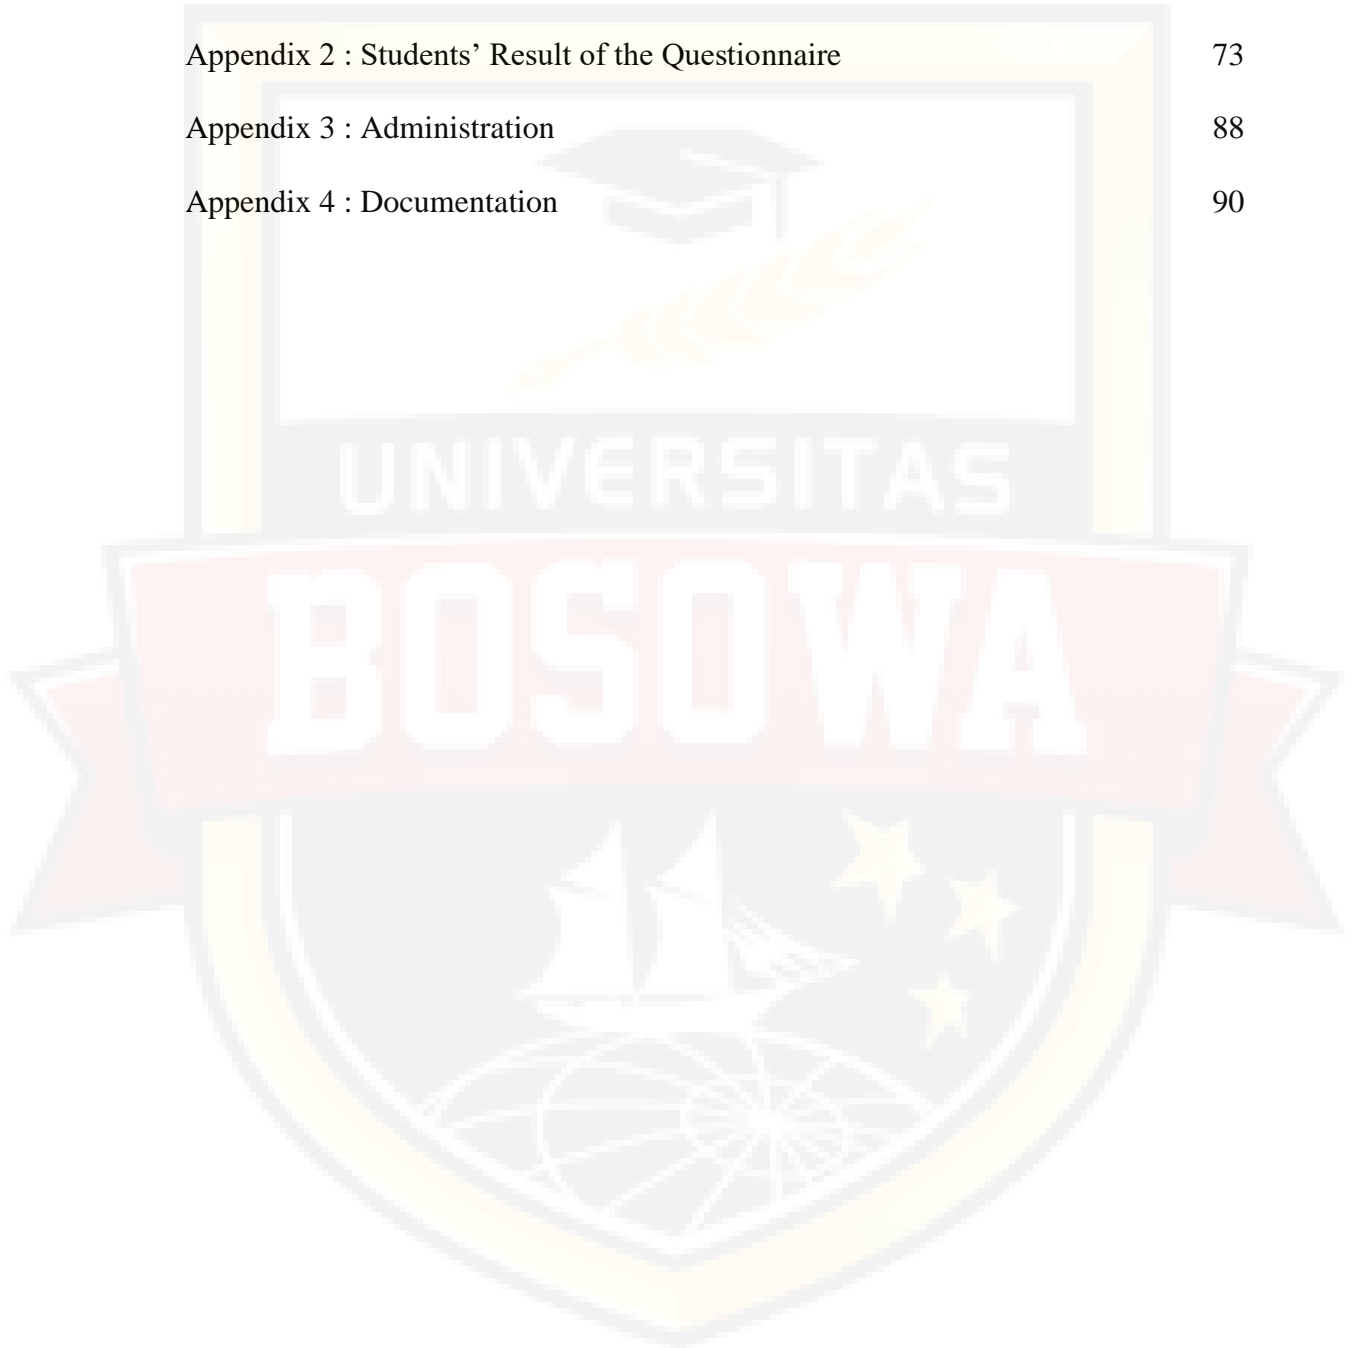 Appendix 2 : Students’ Result of the Questionnaire 73
Appendix 3 : Administration 88
Appendix 4 : Documentation 90
UNIVERSITAS
BOSOWA